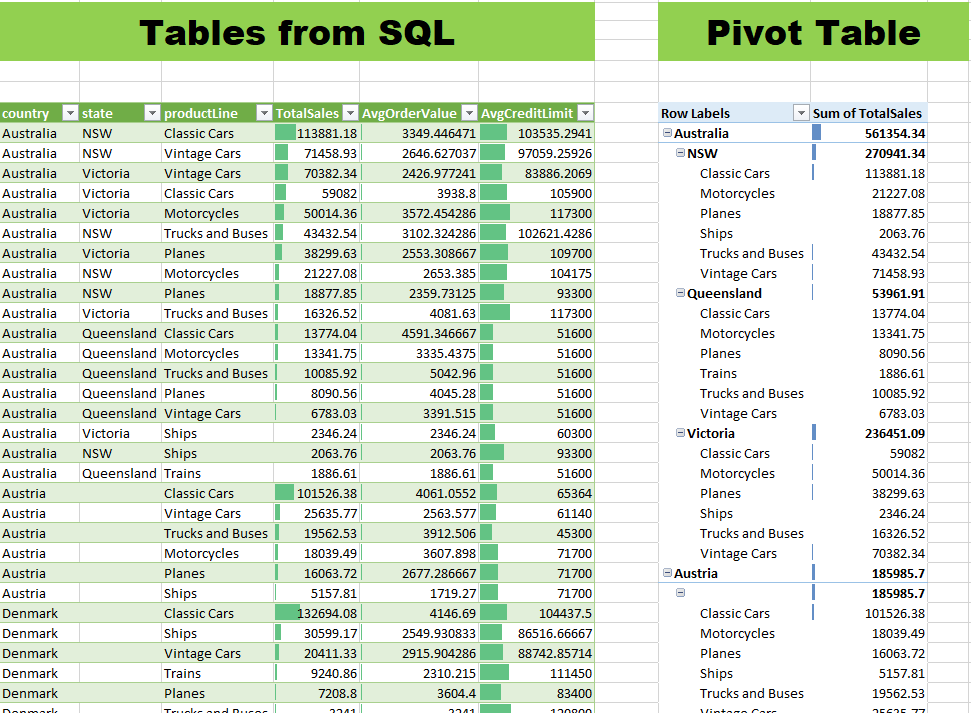 Tables from SQL Pivot Table
country state productLine TotalSales AvgOrderValue AvgCreditLimit Row Labels Sum of TotalSales
Australia NSW Classic Cars 113881.18 3349.446471 103535.2941 Australia 561354.34
Australia NSW Vintage Cars 71458.93 2646.627037 97059.25926 NSW 270941.34
Australia Victoria Vintage Cars 70382.34 2426.977241 83886.2069 Classic Cars 113881.18
Australia Victoria Classic Cars 59082 3938.8 105900 Motorcycles 21227.08
Australia Victoria Motorcycles 50014.36 3572.454286 117300 Planes 18877.85
Australia NSW Trucks and Buses 43432.54 3102.324286 102621.4286 Ships 2063.76
Australia Victoria Planes 38299.63 2553.308667 109700 Trucks and Buses 43432.54
Australia NSW Motorcycles 21227.08 2653.385 104175 Vintage Cars 71458.93
Australia NSW Planes 18877.85 2359.73125 93300 Queensland 53961.91
Australia Victoria Trucks and Buses 16326.52 4081.63 117300 Classic Cars 13774.04
Australia Queensland Classic Cars 13774.04 4591.346667 51600 Motorcycles 13341.75
Australia Queensland Motorcycles 13341.75 3335.4375 51600 Planes 8090.56
Australia Queensland Trucks and Buses 10085.92 5042.96 51600 Trains 1886.61
Australia Queensland Planes 8090.56 4045.28 51600 Trucks and Buses 10085.92
Australia Queensland Vintage Cars 6783.03 3391.515 51600 Vintage Cars 6783.03
Australia Victoria Ships 2346.24 2346.24 60300 Victoria 236451.09
Australia NSW Ships 2063.76 2063.76 93300 Classic Cars 59082
Australia Queensland Trains 1886.61 1886.61 51600 Motorcycles 50014.36
Austria Classic Cars 101526.38 4061.0552 65364 Planes 38299.63
Austria Vintage Cars 25635.77 2563.577 61140 Ships 2346.24
Austria Trucks and Buses 19562.53 3912.506 45300 Trucks and Buses 16326.52
Austria Motorcycles 18039.49 3607.898 71700 Vintage Cars 70382.34
Austria Planes 16063.72 2677.286667 71700 Austria 185985.7
Austria Ships 5157.81 1719.27 71700 185985.7
Denmark Classic Cars 132694.08 4146.69 104437.5 Classic Cars 101526.38
Denmark Ships 30599.17 2549.930833 86516.66667 Motorcycles 18039.49
Denmark Vintage Cars 20411.33 2915.904286 88742.85714 Planes 16063.72
Denmark Trains 9240.86 2310.215 111450 Ships 5157.81
Denmark Planes 7208.8 3604.4 83400 Trucks and Buses 19562.53
Denmark Trucks and Buses 3241 3241 120800 Vintage Cars 25635.77